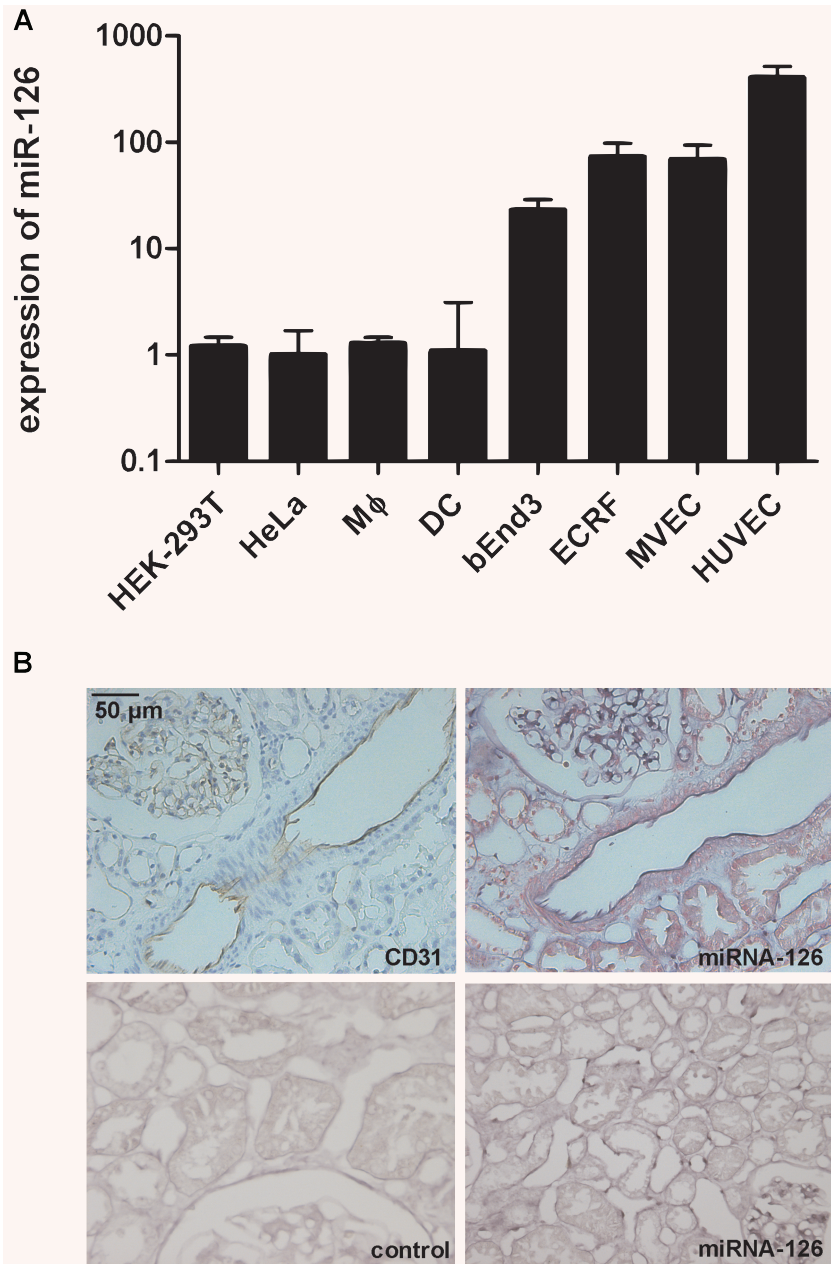 A
expression of miR-126
1000
100
10
1
0.1
HEK-293T
HeLa
Mϕ
DC
bEnd3
ECRF
MVEC
HUVEC
B
50 µm
CD31
miRNA-126
control
miRNA-126